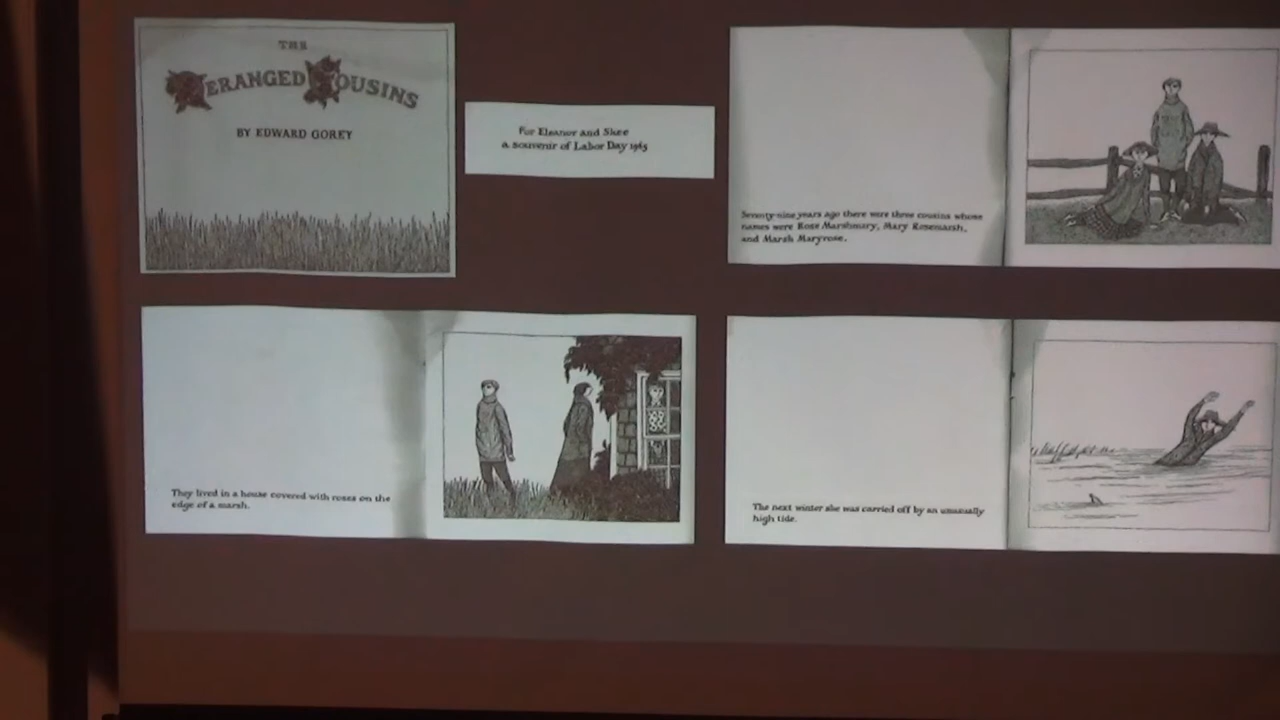 THE
DERANGED COUSINS
BY EDWARD GOREY
For Eleanor and Skee
a souvenir of Labor Day 1965
Seventy-nine years ago there were three cousins whose
names were Rose Marshmary, Mary Rosemarsh,
and Marsh Maryrose.
They lived in a house covered with roses on the
edge of a marsh.
The next winter she was carried off by an unusually
high tide.